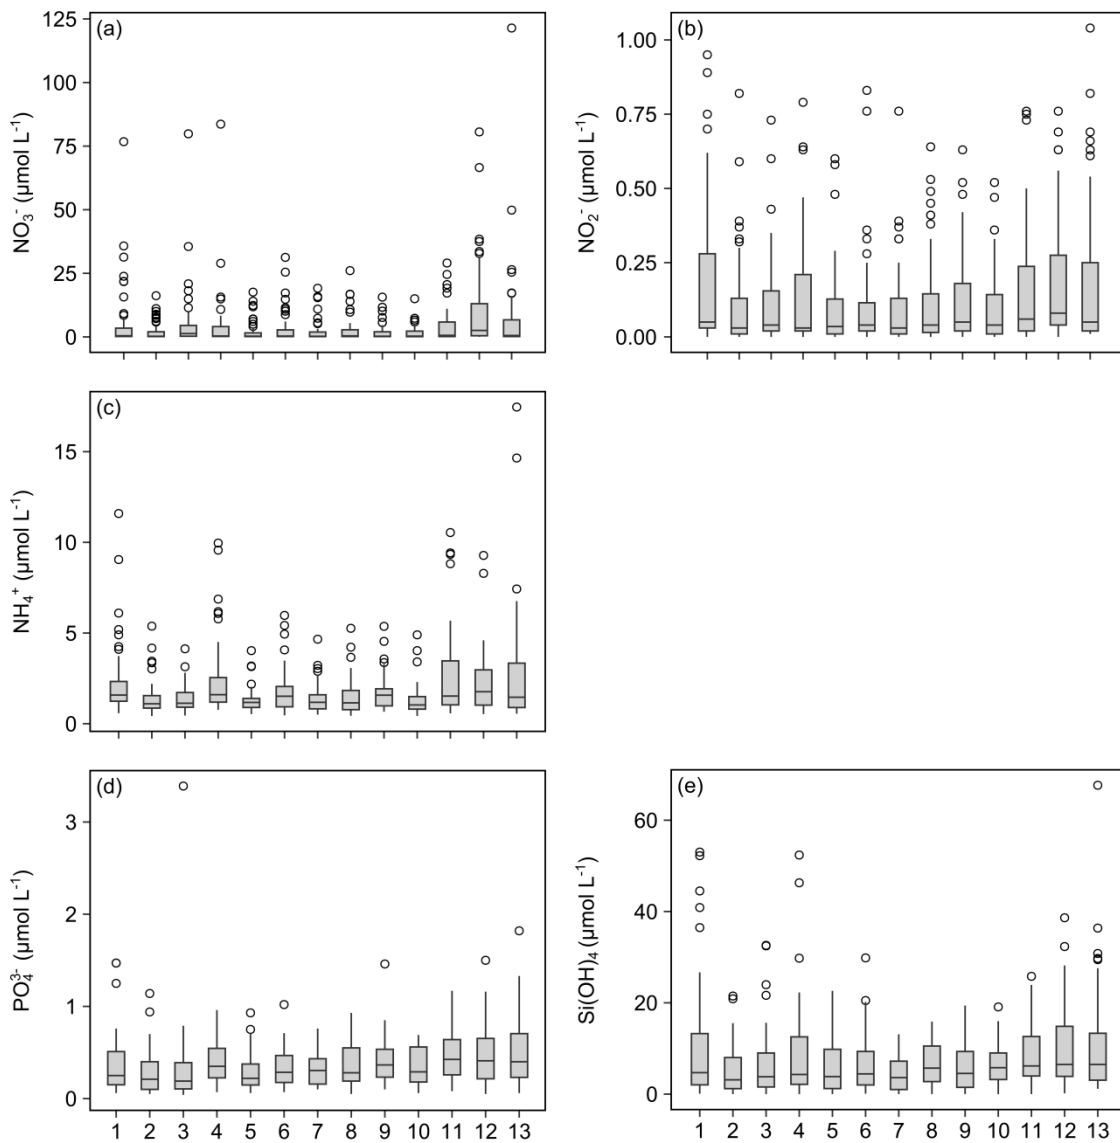 (a)
NO₃⁻ (µmol L⁻¹)
125
100
75
50
25
0
(b)
NO₂⁻ (µmol L⁻¹)
1.00
0.75
0.50
0.25
0.00
(c)
NH₄⁺ (µmol L⁻¹)
15
10
5
0
(d)
PO₄³⁻ (µmol L⁻¹)
3
2
1
0
1 2 3 4 5 6 7 8 9 10 11 12 13
(e)
Si(OH)₄ (µmol L⁻¹)
60
40
20
0
1 2 3 4 5 6 7 8 9 10 11 12 13